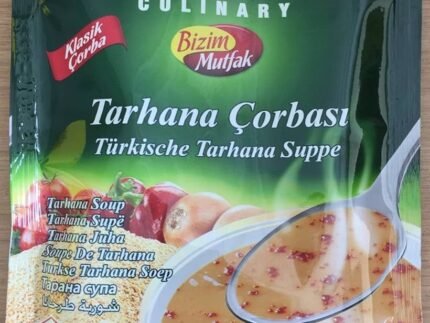 CULINARY
Klasik
Çorba
Bizim
Mutfak
Tarhana Çorbası
Türkische Tarhana Suppe
Tarhana Soup
Tarhana Supë
Tarhana Juha
Soupe De Tarhana
Turkse Tarhana Soep
Тарана супа
شوربة طرحانا